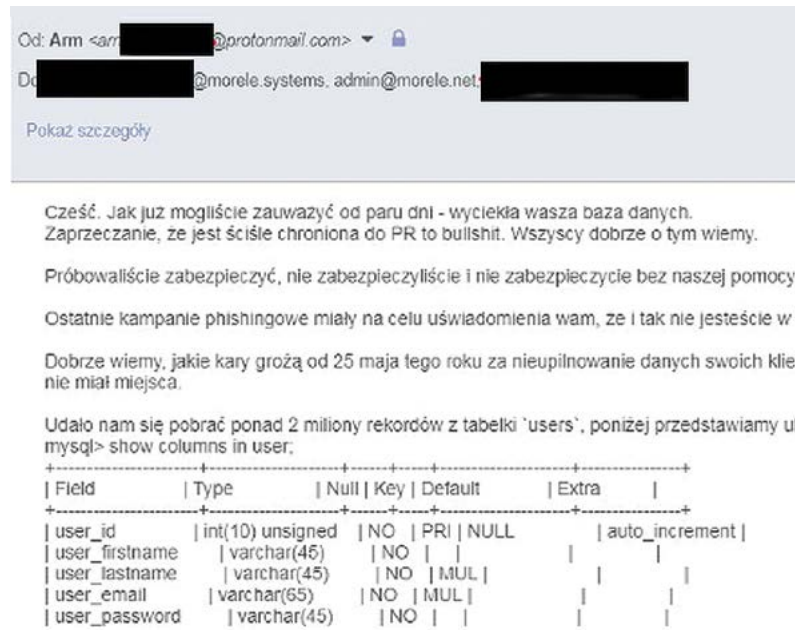 Od: Arm <arn @protonmail.com>
Do @morele.systems, admin@morele.net,
Pokaż szczegóły
Cześć. Jak już mogliście zauważyć od paru dni - wyciekła wasza baza danych.
Zaprzeczanie, że jest ściśle chroniona do PR to bullshit. Wszyscy dobrze o tym wiemy.
Próbowaliście zabezpieczyć, nie zabezpieczyliście i nie zabezpieczycie bez naszej pomocy
Ostatnie kampanie phishingowe miały na celu uświadomienia wam, że i tak nie jesteście w
Dobrze wiemy, jakie kary grożą od 25 maja tego roku za nieupilnowanie danych swoich klie
nie miał miejsca.
Udało nam się pobrać ponad 2 miliony rekordów z tabelki `users`, poniżej przedstawiamy u
mysql> show columns in user;
+----------------------+---------------------+------+-----+----------------------+----------------+
| Field | Type | Null | Key | Default | Extra |
+----------------------+---------------------+------+-----+----------------------+----------------+
| user_id | int(10) unsigned | NO | PRI | NULL | auto_increment |
| user_firstname | varchar(45) | NO | | | |
| user_lastname | varchar(45) | NO | MUL | | |
| user_email | varchar(65) | NO | MUL | | |
| user_password | varchar(45) | NO | | | |